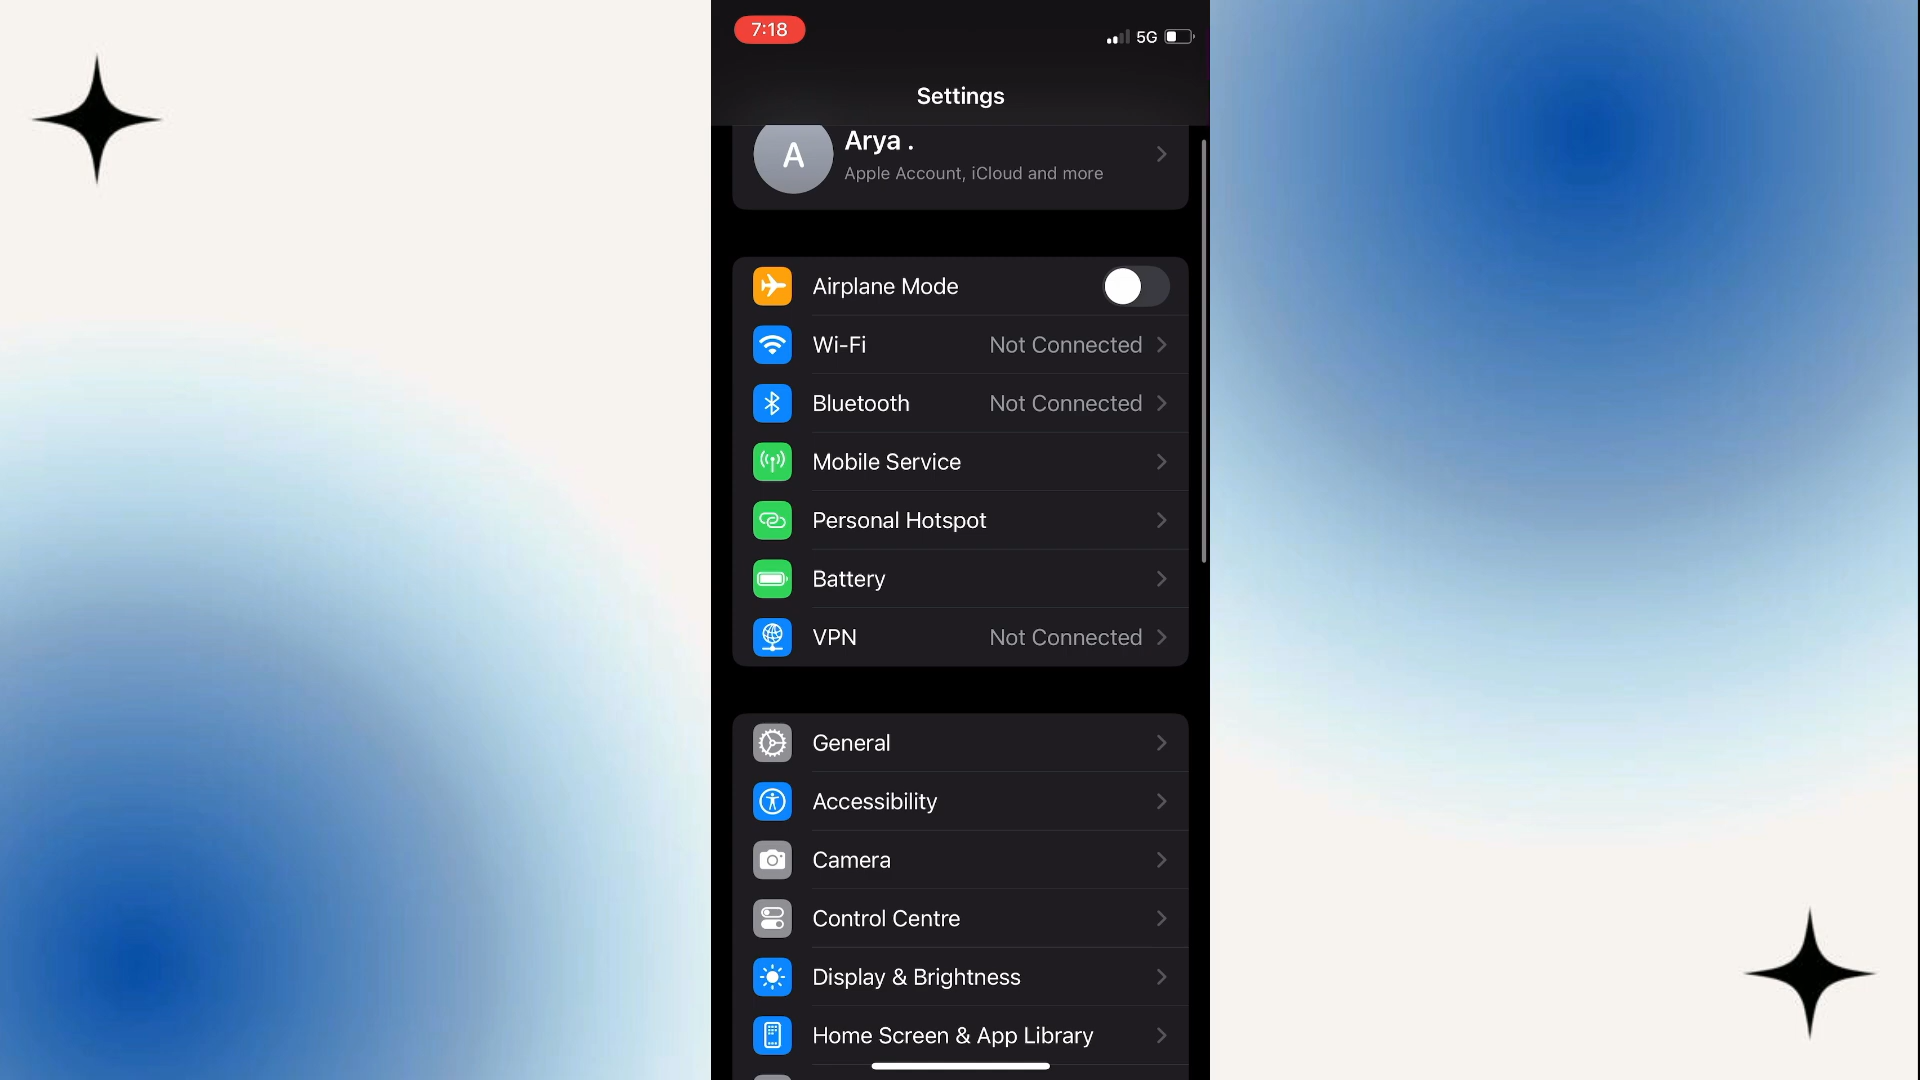 7:18
5G
Settings
A
Arya .
Apple Account, iCloud and more
Airplane Mode
Wi-Fi Not Connected
Bluetooth Not Connected
Mobile Service
Personal Hotspot
Battery
VPN Not Connected
General
Accessibility
Camera
Control Centre
Display & Brightness
Home Screen & App Library